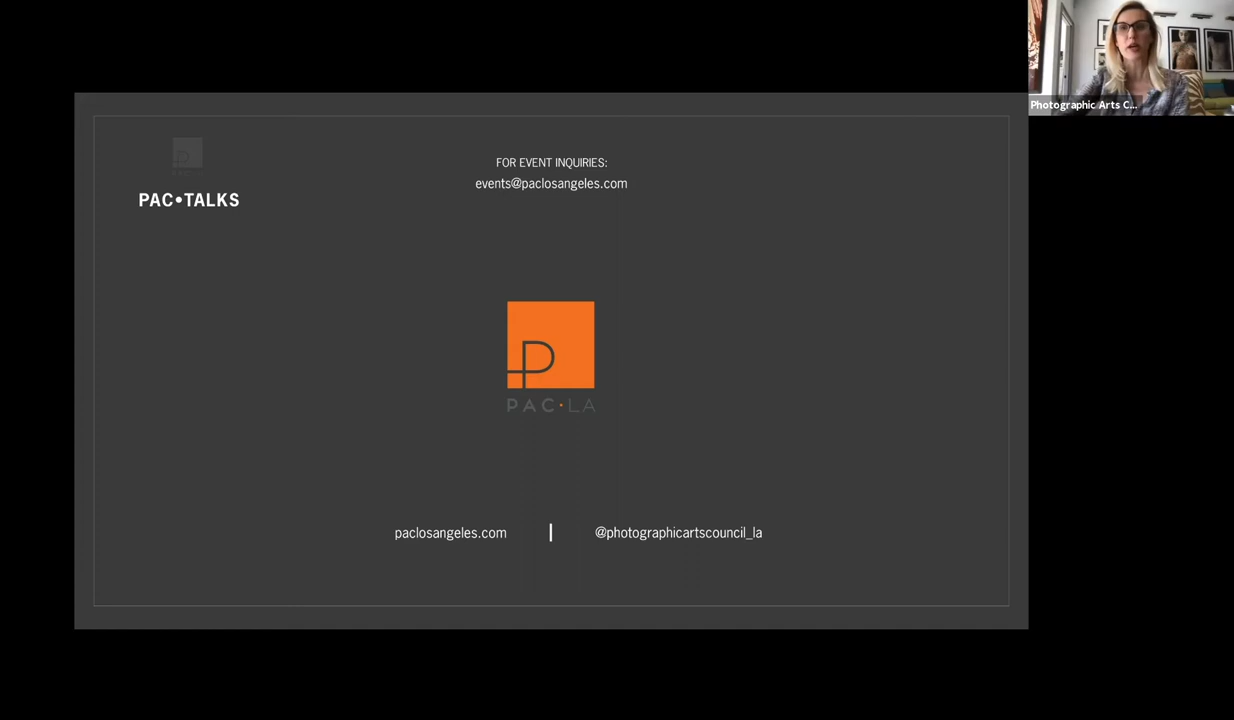 Photographic Arts C...
PAC•TALKS
FOR EVENT INQUIRIES:
events@paclosangeles.com
P
PAC·LA
paclosangeles.com | @photographicartscouncil_la